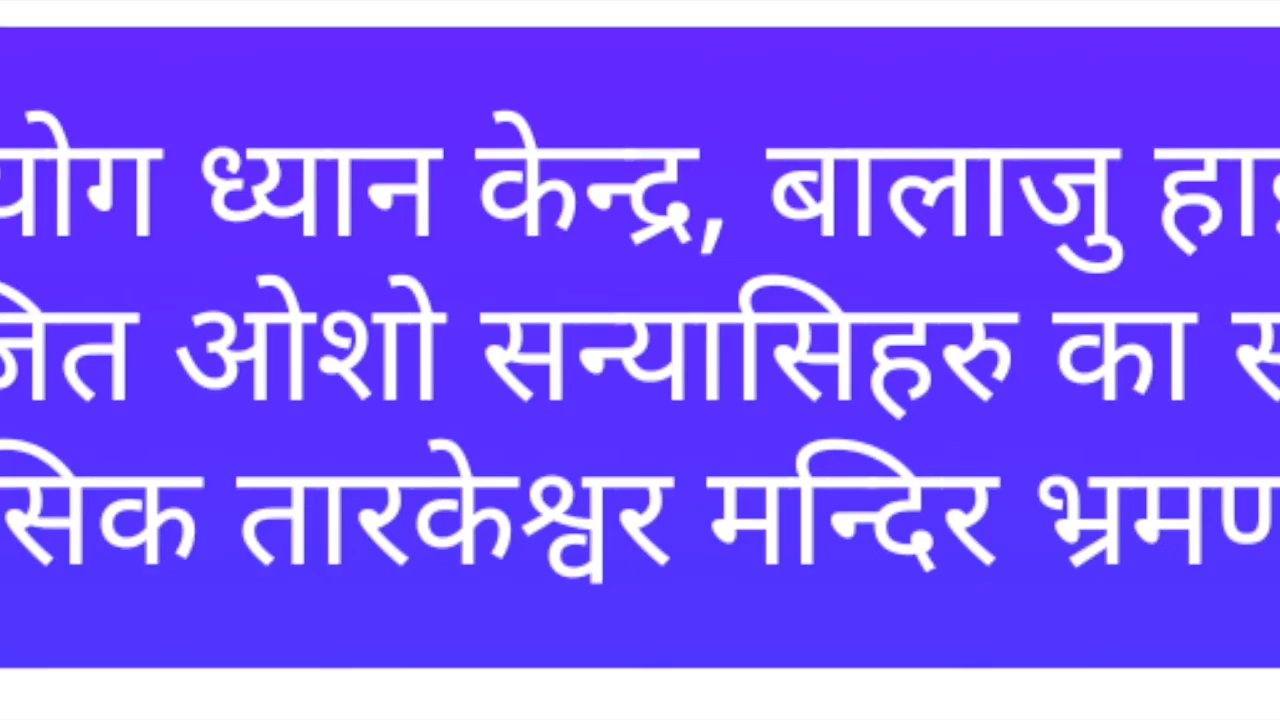 योग ध्यान केन्द्र, बालाजु हा
जित ओशो सन्यासिहरु का स
सिक तारकेश्वर मन्दिर भ्रमण